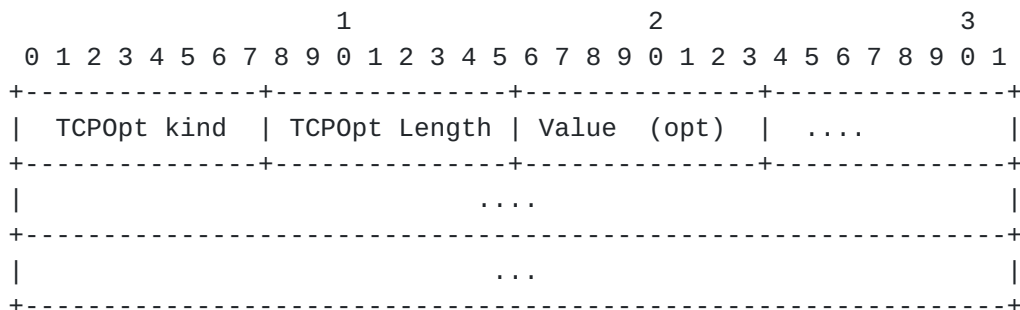 1                   2                   3
 0 1 2 3 4 5 6 7 8 9 0 1 2 3 4 5 6 7 8 9 0 1 2 3 4 5 6 7 8 9 0 1
+---------------+---------------+---------------+---------------+
|  TCPOpt kind  | TCPOpt Length | Value  (opt)  |  ....         |
+---------------+---------------+---------------+---------------+
|                             ....                              |
+---------------------------------------------------------------+
|                              ...                              |
+---------------------------------------------------------------+